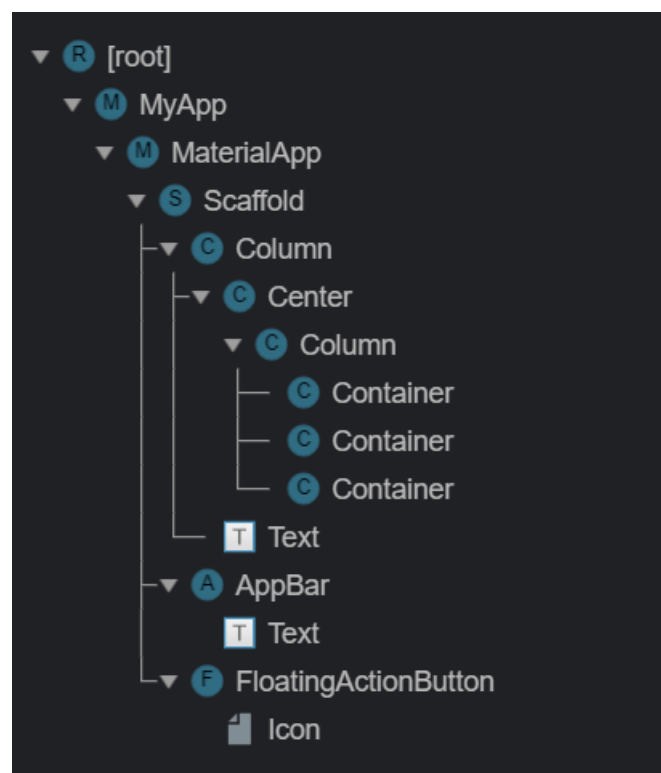 R [root]
M MyApp
M MaterialApp
S Scaffold
C Column
C Center
C Column
C Container
C Container
C Container
T Text
A AppBar
T Text
F FloatingActionButton
Icon